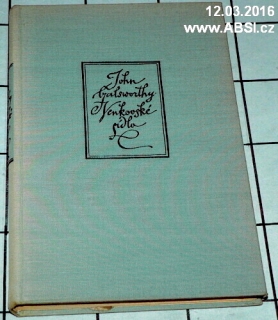 12.03.2016
www.ABSI.cz
John
Galsworthy
Venkovské
sídlo